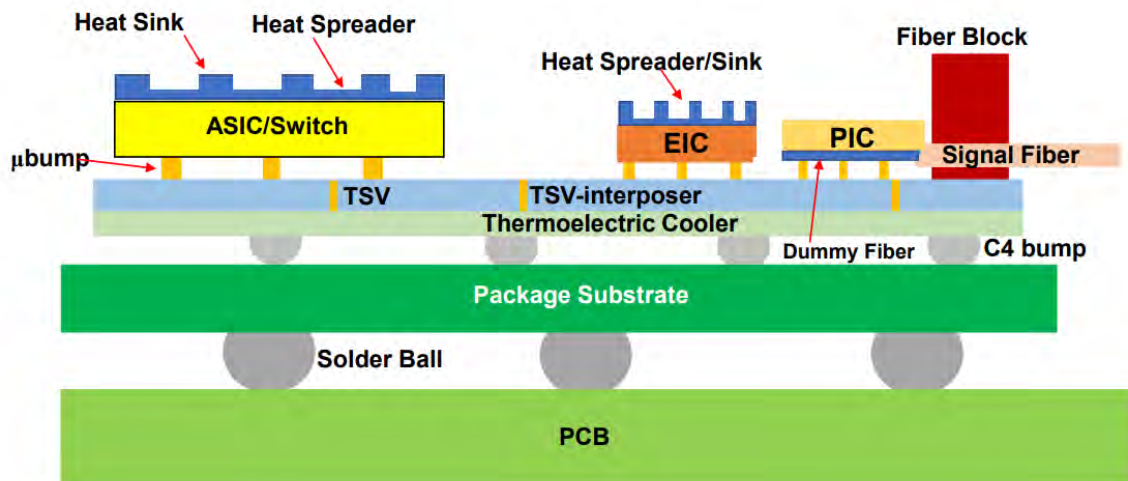 Heat Sink
Heat Spreader
Fiber Block
Heat Spreader/Sink
ASIC/Switch
EIC
PIC
μbump
Signal Fiber
TSV
TSV-interposer
Thermoelectric Cooler
Dummy Fiber
C4 bump
Package Substrate
Solder Ball
PCB